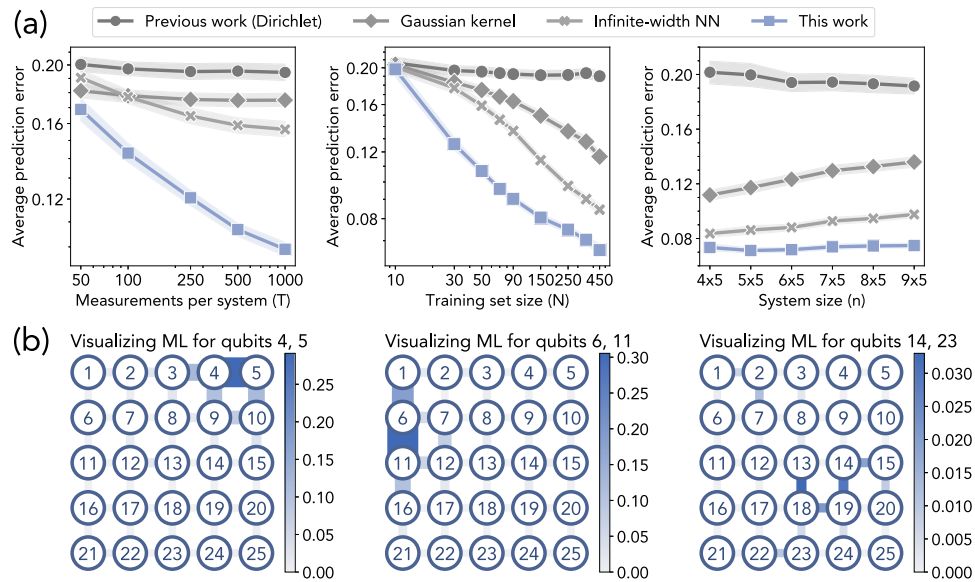 (a)
Previous work (Dirichlet) Gaussian kernel Infinite-width NN This work
Average prediction error
0.20
0.16
0.12
50 100 250 500 1000
Measurements per system (T)
Average prediction error
0.20
0.16
0.12
0.08
10 30 50 90 150 250 450
Training set size (N)
Average prediction error
0.20
0.16
0.12
0.08
4x5 5x5 6x5 7x5 8x5 9x5
System size (n)
(b)
Visualizing ML for qubits 4, 5
1 2 3 4 5
6 7 8 9 10
11 12 13 14 15
16 17 18 19 20
21 22 23 24 25
0.25
0.20
0.15
0.10
0.05
0.00
Visualizing ML for qubits 6, 11
1 2 3 4 5
6 7 8 9 10
11 12 13 14 15
16 17 18 19 20
21 22 23 24 25
0.30
0.25
0.20
0.15
0.10
0.05
0.00
Visualizing ML for qubits 14, 23
1 2 3 4 5
6 7 8 9 10
11 12 13 14 15
16 17 18 19 20
21 22 23 24 25
0.030
0.025
0.020
0.015
0.010
0.005
0.000